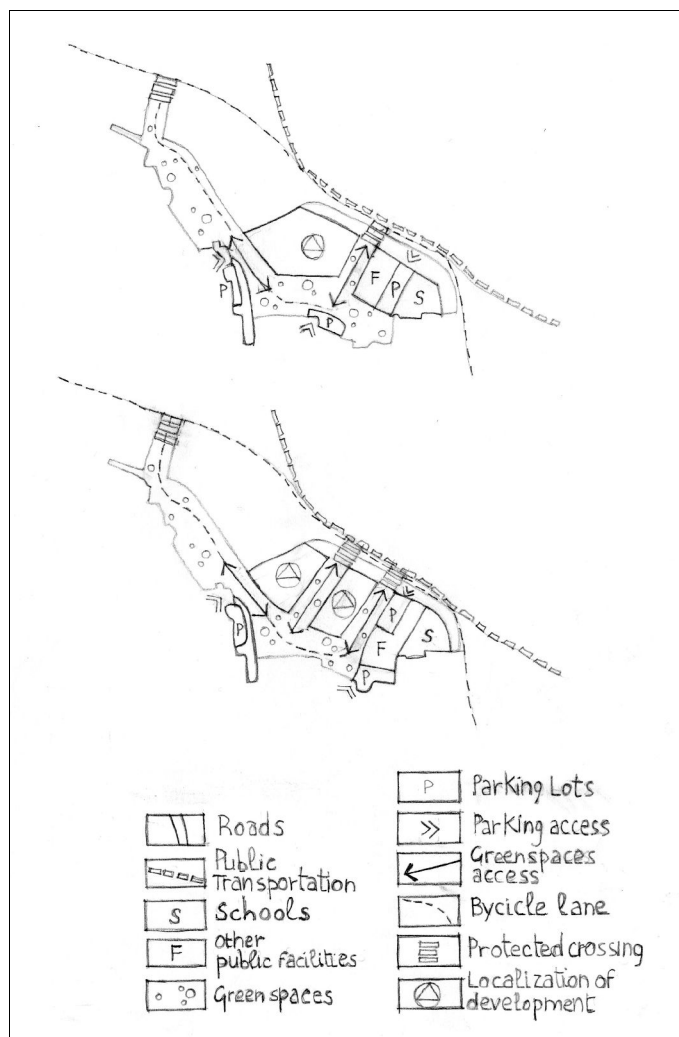 F
P
S
P
P
P
S
F
P
P
Roads
Public
Transportation
S
Schools
F
other
public facilities
Green spaces
P
Parking Lots
Parking access
Greenspaces
access
Bycicle lane
Protected crossing
Localization of
development